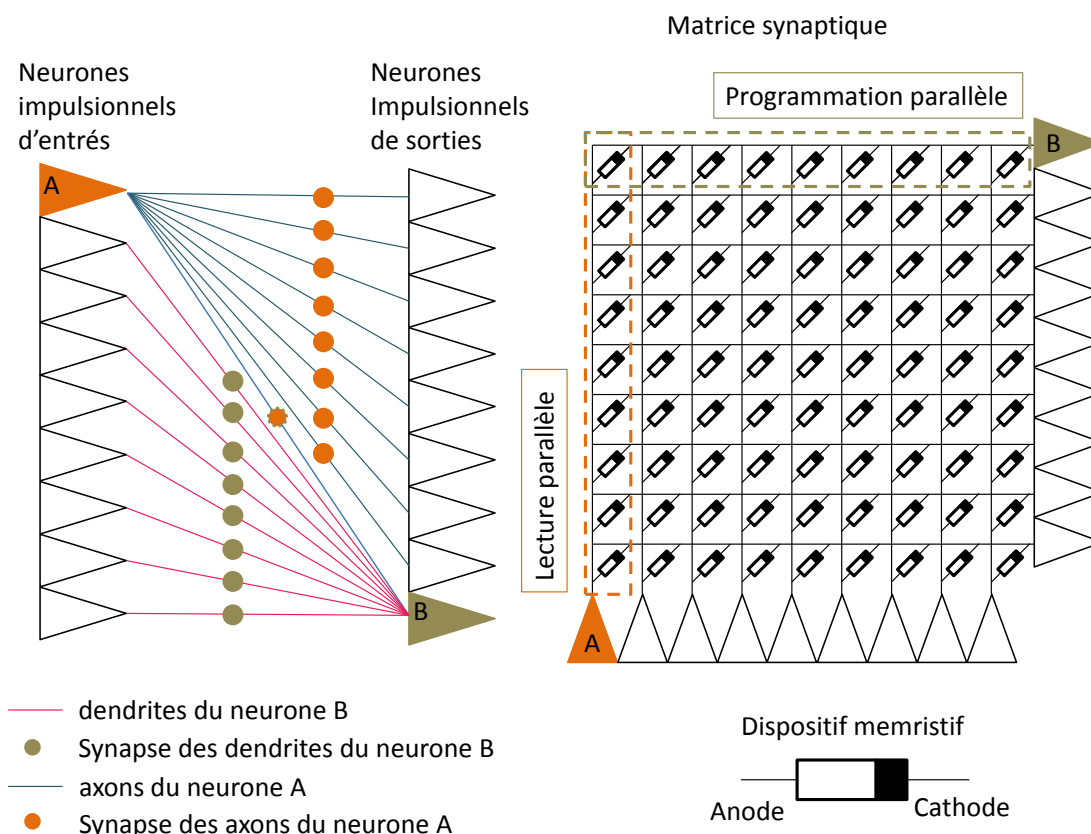 Matrice synaptique
Neurones
impulsionnels
d'entrés
Neurones
Impulsionnels
de sorties
Programmation parallèle
A
B
B
Lecture parallèle
A
dendrites du neurone B
Synapse des dendrites du neurone B
axons du neurone A
Synapse des axons du neurone A
Dispositif memristif
Anode
Cathode